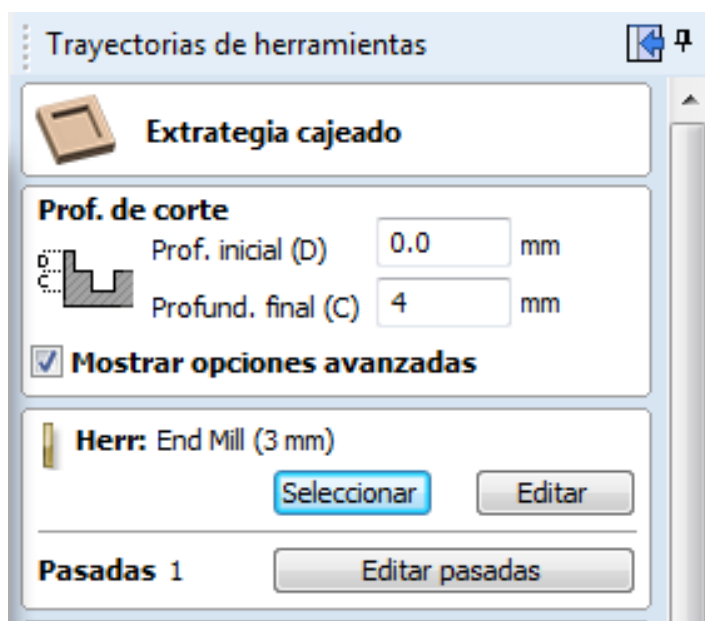 Trayectorias de herramientas
Extrategia cajeado
Prof. de corte
Prof. inicial (D) 0.0 mm
D
C
Profund. final (C) 4 mm
Mostrar opciones avanzadas
Herr: End Mill (3 mm)
Seleccionar Editar
Pasadas 1 Editar pasadas